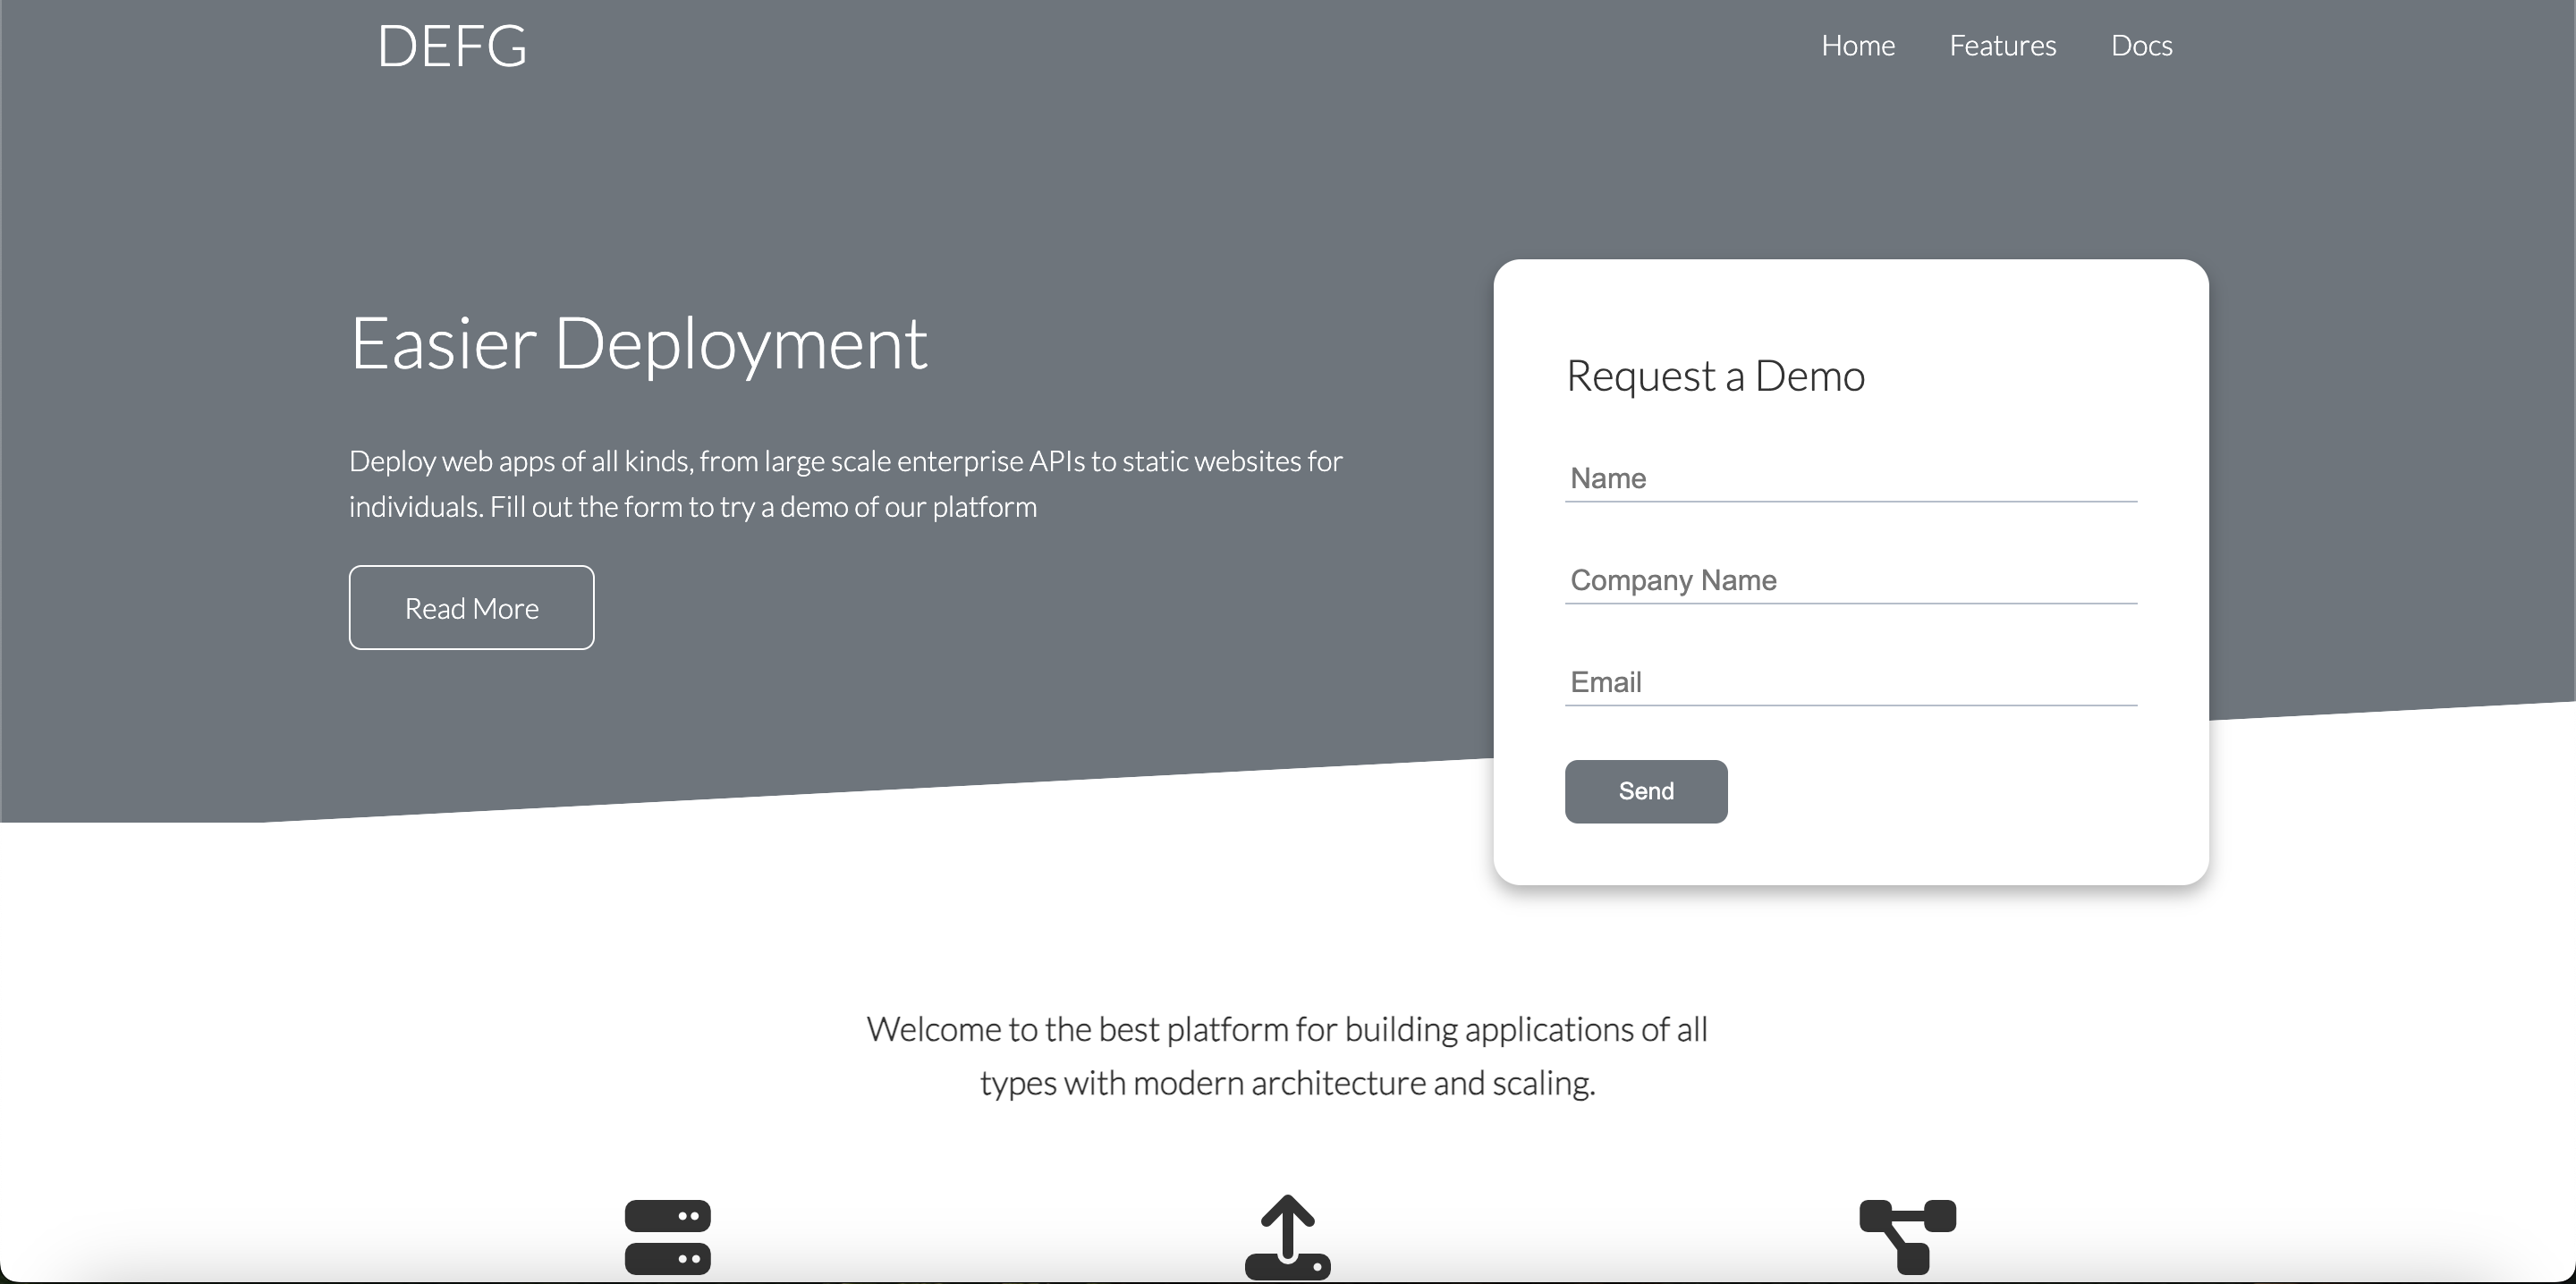 DEFG
Home
Features
Docs
Easier Deployment
Deploy web apps of all kinds, from large scale enterprise APIs to static websites for
individuals. Fill out the form to try a demo of our platform
Read More
Request a Demo
Name
Company Name
Email
Send
Welcome to the best platform for building applications of all
types with modern architecture and scaling.